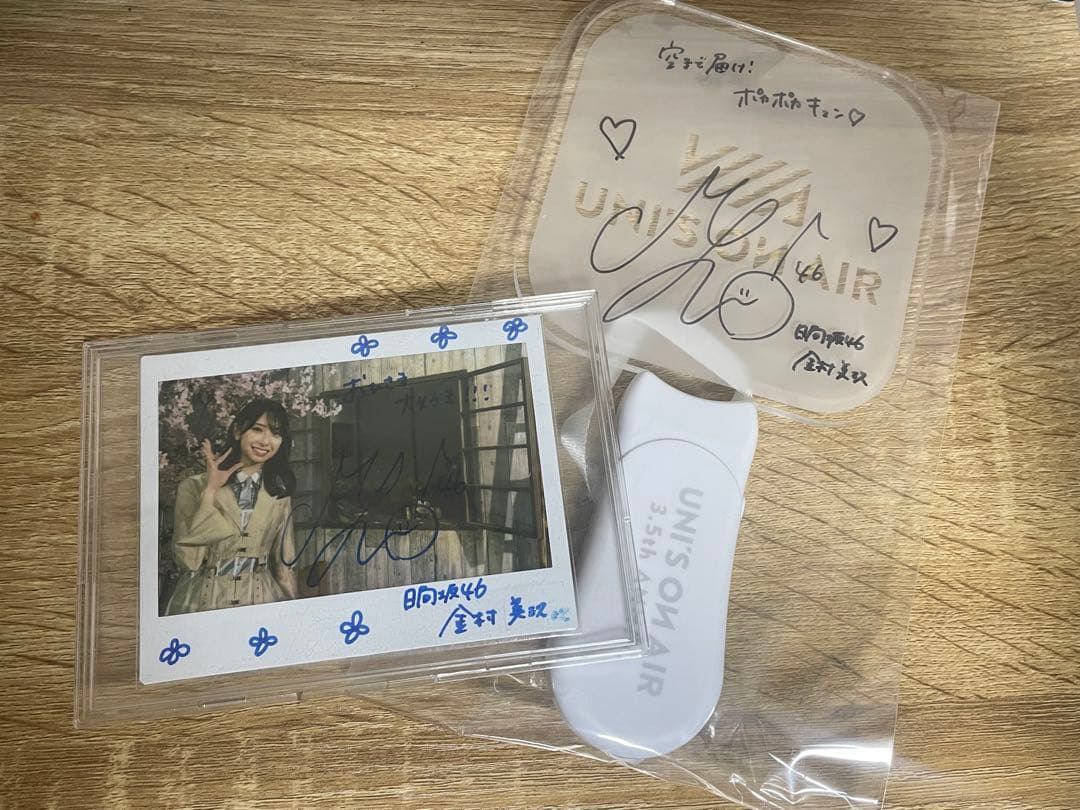 空まで届け!
ポカポカキュン♡
UNI'S ON AIR
46
日向坂46
金村美玖
!!!
46
日向坂46
金村 美玖
UNI'S ON AIR
3.5th